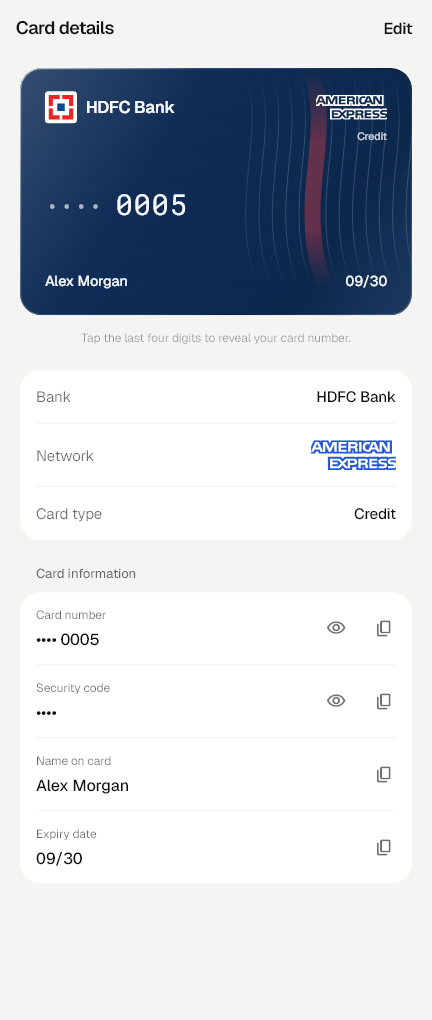 Card details
Edit
HDFC Bank
AMERICAN
EXPRESS
Credit
•••• 0005
Alex Morgan
09/30
Tap the last four digits to reveal your card number.
Bank
HDFC Bank
Network
AMERICAN
EXPRESS
Card type
Credit
Card information
Card number
•••• 0005
Security code
••••
Name on card
Alex Morgan
Expiry date
09/30